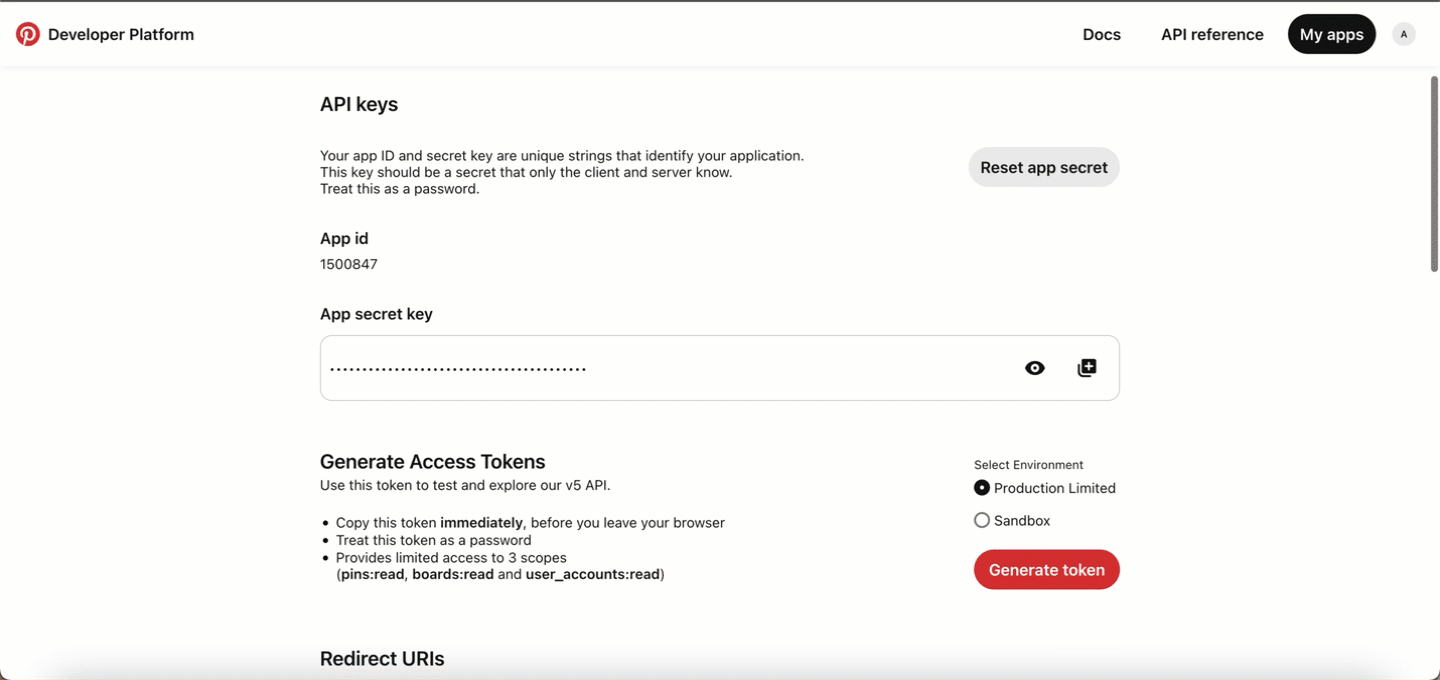 Developer Platform
Docs
API reference
My apps
A
API keys
Your app ID and secret key are unique strings that identify your application.
This key should be a secret that only the client and server know.
Treat this as a password.
Reset app secret
App id
1500847
App secret key
••••••••••••••••••••••••••••••••••••••••
Generate Access Tokens
Use this token to test and explore our v5 API.
• Copy this token immediately, before you leave your browser
• Treat this token as a password
• Provides limited access to 3 scopes
(pins:read, boards:read and user_accounts:read)
Select Environment
Production Limited
Sandbox
Generate token
Redirect URIs